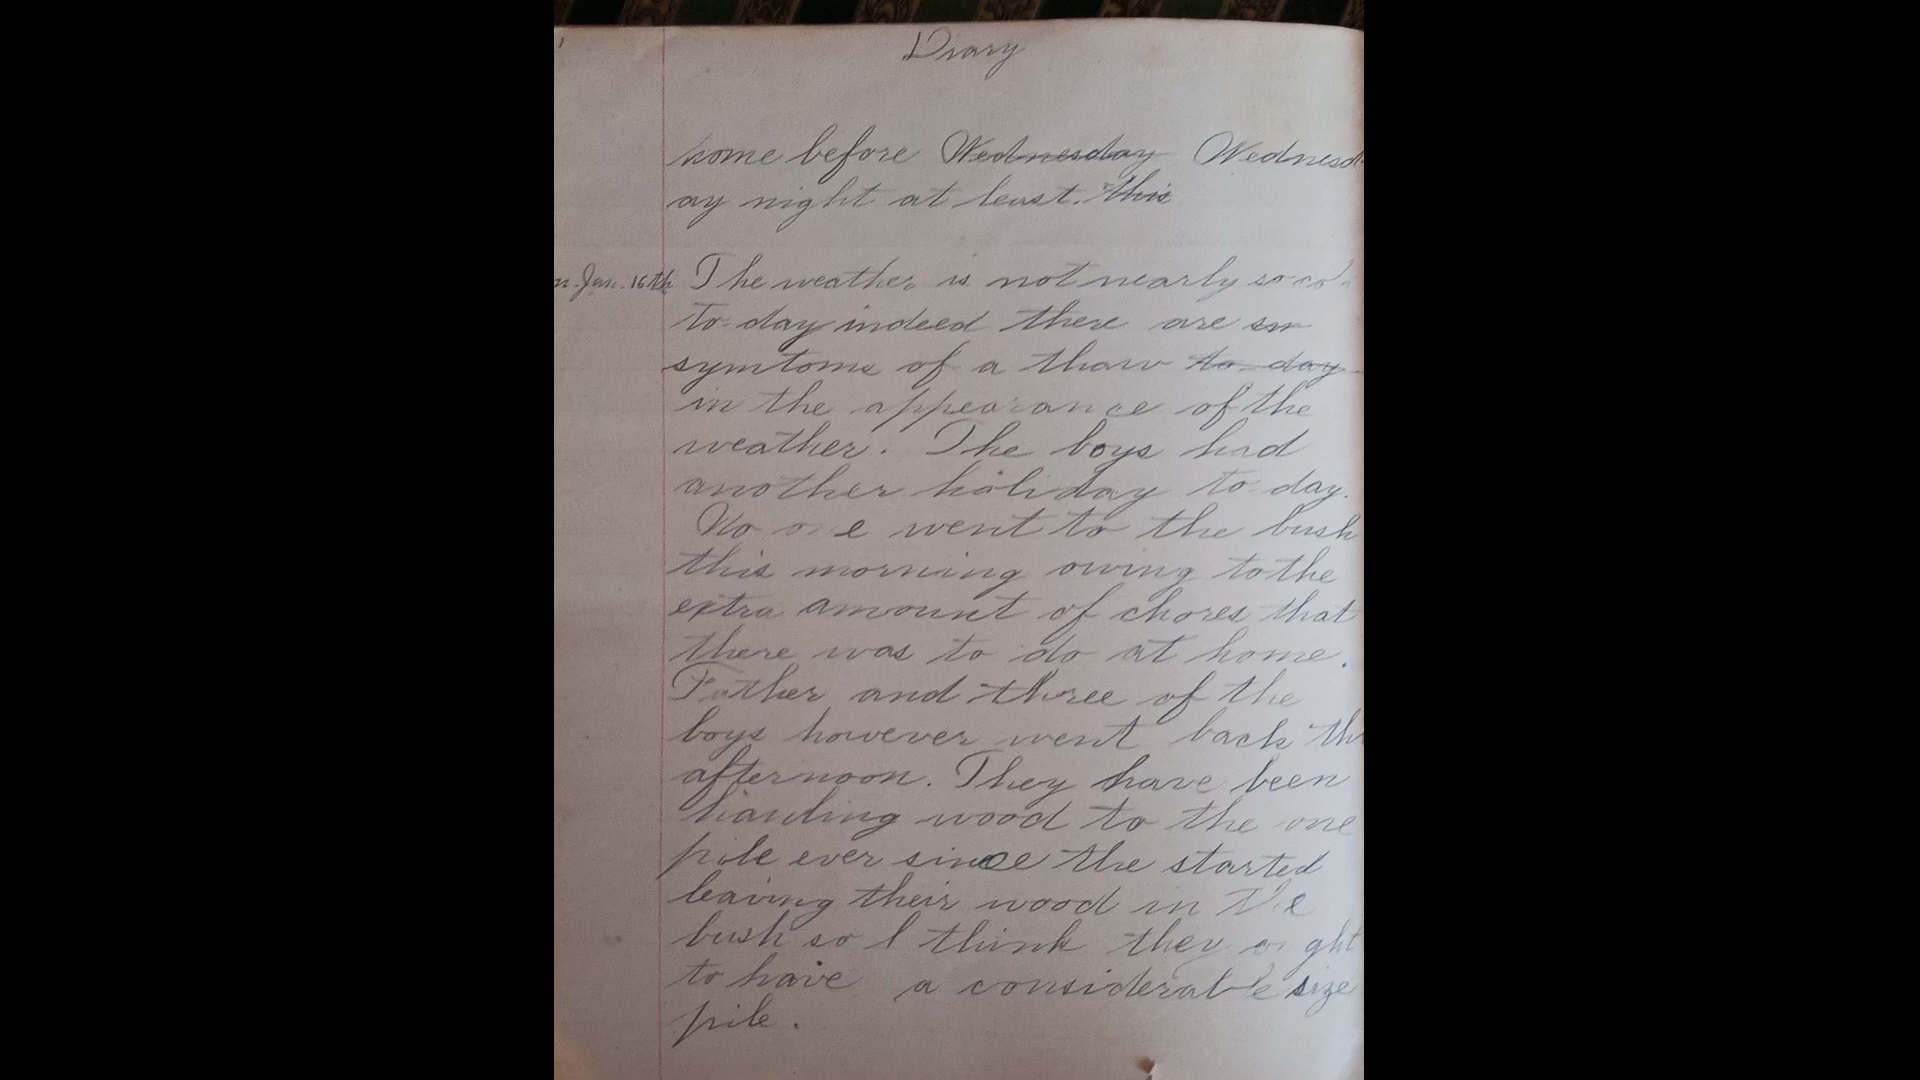 Diary
home before ~~Wednesday~~ Wednesd
ay night at least. ~~this~~
n. Jan. 16th The weather is not nearly so co
to-day indeed there are ~~sm~~
symtoms of a thaw ~~to-day~~
in the appearance of the
weather. The boys had
another holiday to-day.
No one went to the bush
this morning owing to the
extra amount of chores that
there was to do at home.
Father and three of the
boys however went back th
afternoon. They have been
hauling wood to the one
pile ever since the started
leaving their wood in the
bush so I think they ought
to have a considerable size
pile.